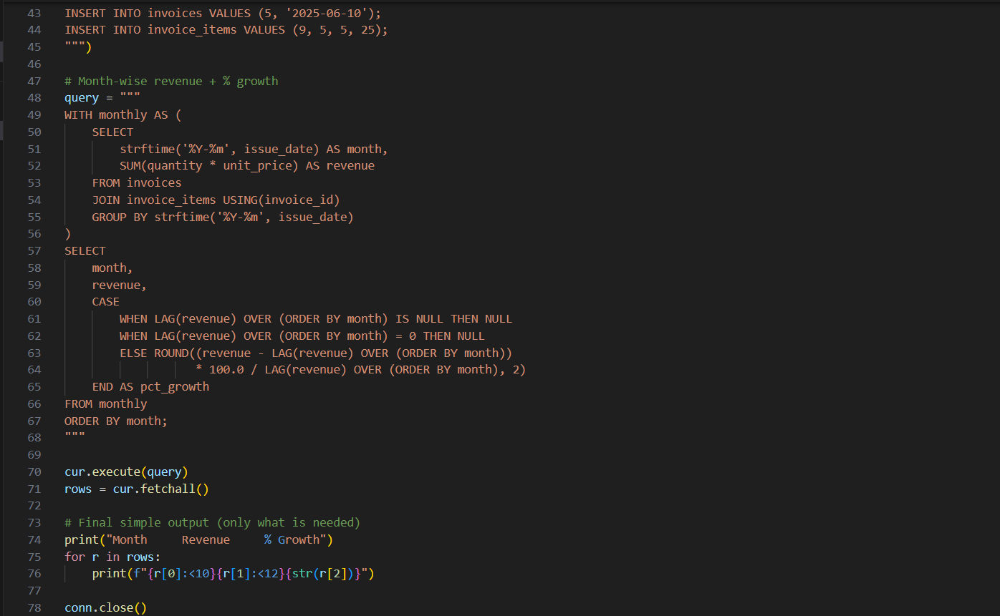 43 INSERT INTO invoices VALUES (5, '2025-06-10');
44 INSERT INTO invoice_items VALUES (9, 5, 5, 25);
45 """)
46
47 # Month-wise revenue + % growth
48 query = """
49 WITH monthly AS (
50     SELECT
51         strftime('%Y-%m', issue_date) AS month,
52         SUM(quantity * unit_price) AS revenue
53     FROM invoices
54     JOIN invoice_items USING(invoice_id)
55     GROUP BY strftime('%Y-%m', issue_date)
56 )
57 SELECT
58     month,
59     revenue,
60     CASE
61         WHEN LAG(revenue) OVER (ORDER BY month) IS NULL THEN NULL
62         WHEN LAG(revenue) OVER (ORDER BY month) = 0 THEN NULL
63         ELSE ROUND((revenue - LAG(revenue) OVER (ORDER BY month))
64                    * 100.0 / LAG(revenue) OVER (ORDER BY month), 2)
65     END AS pct_growth
66 FROM monthly
67 ORDER BY month;
68 """
69
70 cur.execute(query)
71 rows = cur.fetchall()
72
73 # Final simple output (only what is needed)
74 print("Month     Revenue     % Growth")
75 for r in rows:
76     print(f"{r[0]:<10}{r[1]:<12}{str(r[2])}")
77
78 conn.close()